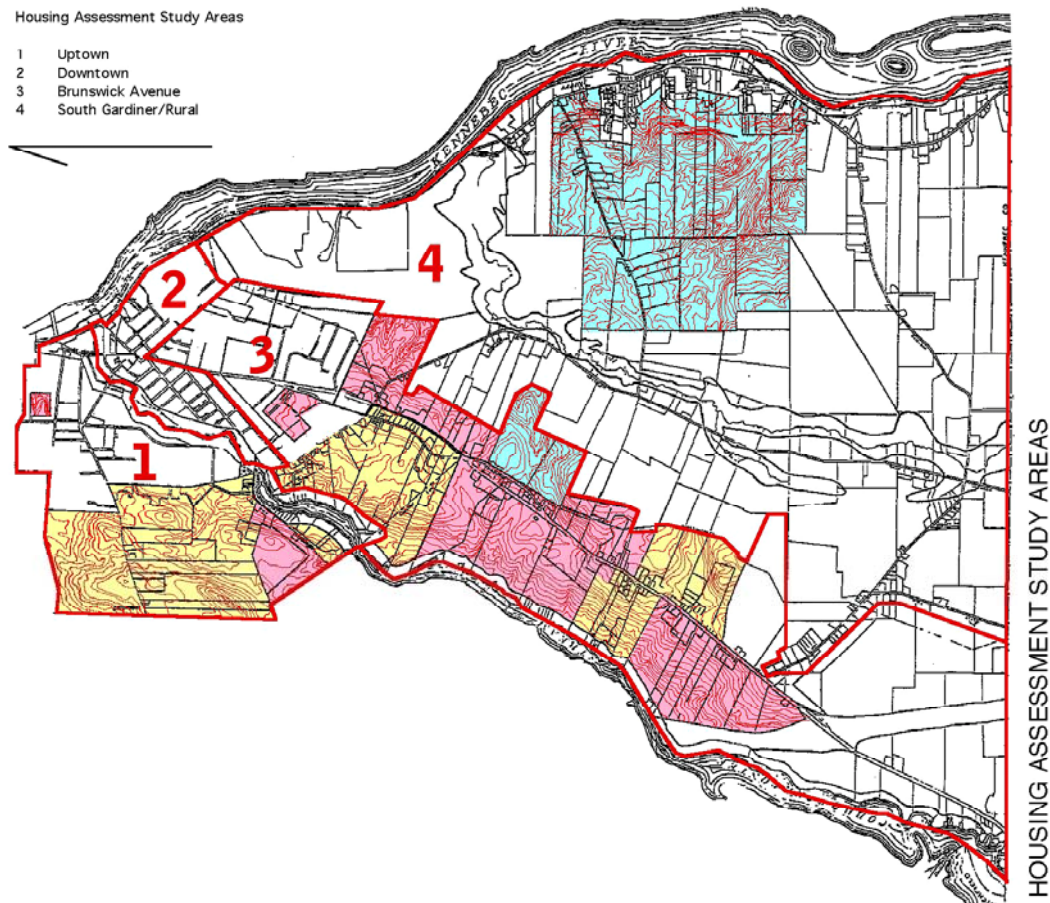 Housing Assessment Study Areas
1 Uptown
2 Downtown
3 Brunswick Avenue
4 South Gardiner/Rural
KENNEBEC RIVER
4
2
3
1
HOUSING ASSESSMENT STUDY AREAS